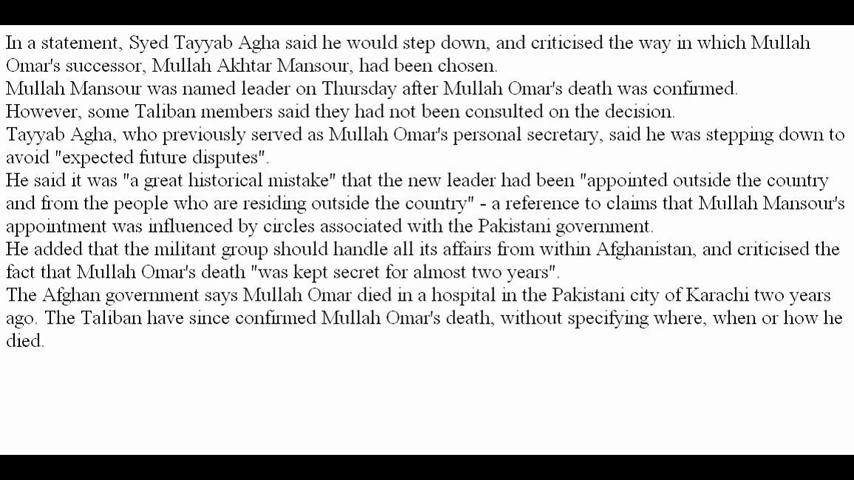 In a statement, Syed Tayyab Agha said he would step down, and criticised the way in which Mullah
Omar's successor, Mullah Akhtar Mansour, had been chosen.
Mullah Mansour was named leader on Thursday after Mullah Omar's death was confirmed.
However, some Taliban members said they had not been consulted on the decision.
Tayyab Agha, who previously served as Mullah Omar's personal secretary, said he was stepping down to
avoid "expected future disputes".
He said it was "a great historical mistake" that the new leader had been "appointed outside the country
and from the people who are residing outside the country" - a reference to claims that Mullah Mansour's
appointment was influenced by circles associated with the Pakistani government.
He added that the militant group should handle all its affairs from within Afghanistan, and criticised the
fact that Mullah Omar's death "was kept secret for almost two years".
The Afghan government says Mullah Omar died in a hospital in the Pakistani city of Karachi two years
ago. The Taliban have since confirmed Mullah Omar's death, without specifying where, when or how he
died.